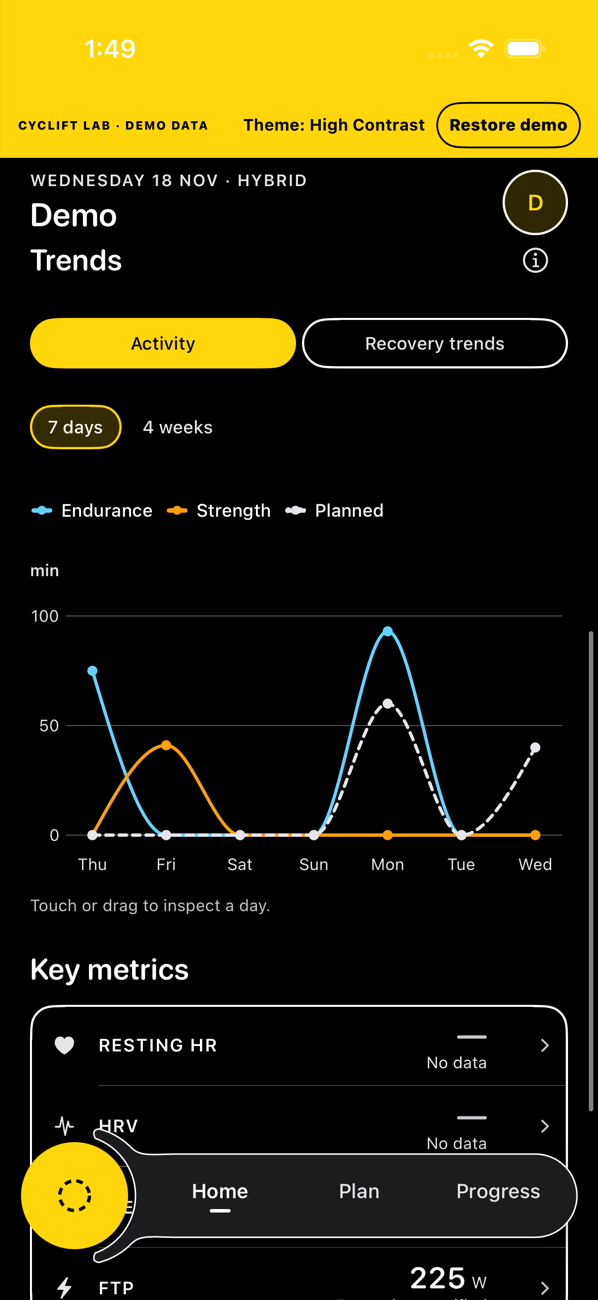 1:49
CYCLIFT LAB · DEMO DATA
Theme: High Contrast
Restore demo
WEDNESDAY 18 NOV · HYBRID
Demo
D
Trends
Activity
Recovery trends
7 days
4 weeks
Endurance
Strength
Planned
min
100
50
0
Thu Fri Sat Sun Mon Tue Wed
Touch or drag to inspect a day.
Key metrics
RESTING HR
No data
HRV
No data
Home
Plan
Progress
FTP
225 W